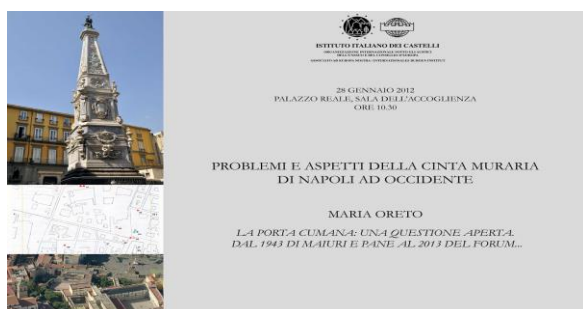 ISTITUTO ITALIANO DEI CASTELLI
28 GENNAIO 2012
PALAZZO REALE, SALA DELL'ACCOGLIENZA
ORE 10.30
PROBLEMI E ASPETTI DELLA CINTA MURARIA
DI NAPOLI AD OCCIDENTE
MARIA ORETO
LA PORTA CUMANA: UNA QUESTIONE APERTA.
DAL 1943 DI MAIURI E PANE AL 2013 DEL FORUM...